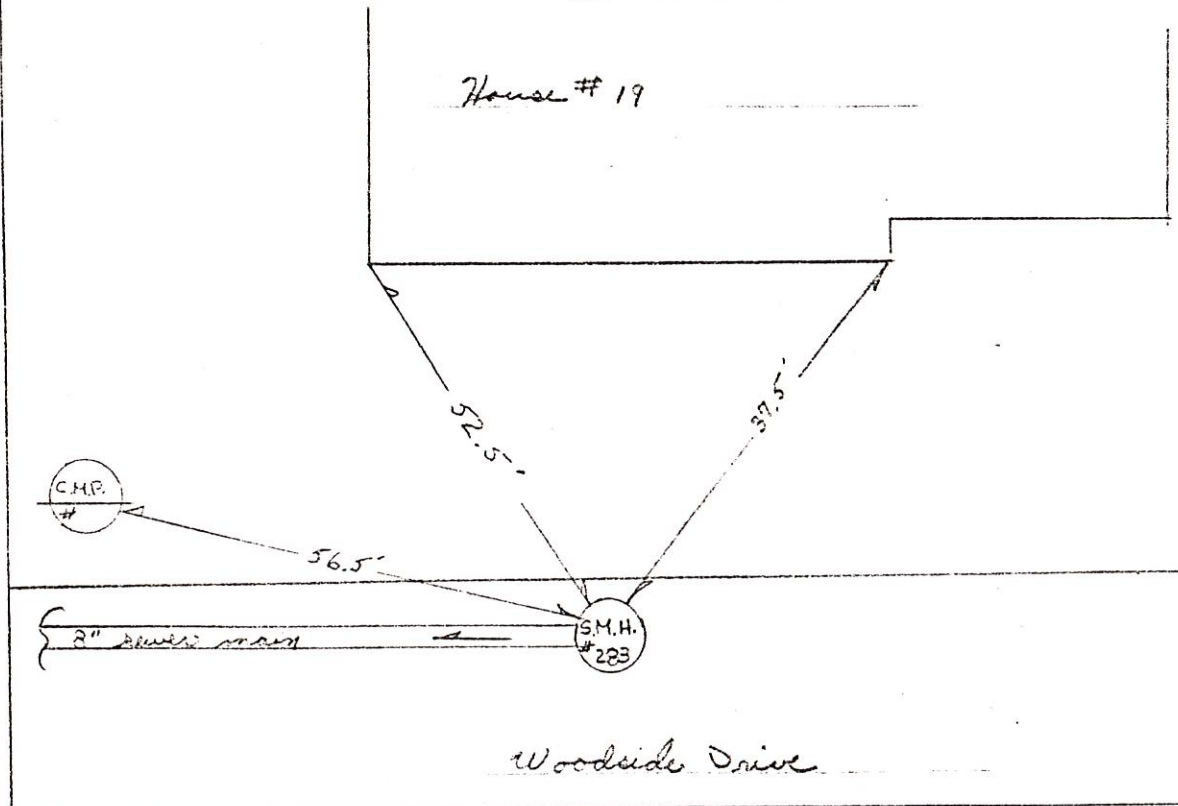 House # 19
52.5'
37.5'
C.M.P.
#
56.5'
8" sewer main
S.M.H.
# 283
Woodside Drive